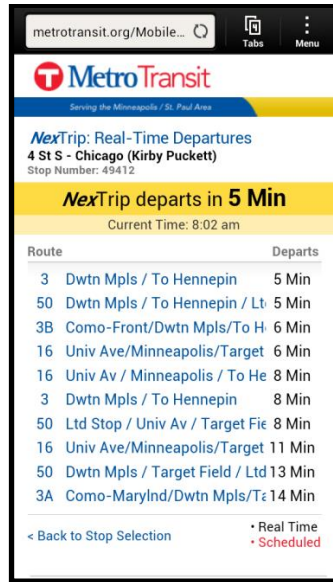 metrotransit.org/Mobile...
4
Tabs
Menu
T MetroTransit
Serving the Minneapolis / St. Paul Area
NexTrip: Real-Time Departures
4 St S - Chicago (Kirby Puckett)
Stop Number: 49412
NexTrip departs in 5 Min
Current Time: 8:02 am
Route Departs
3 Dwtn Mpls / To Hennepin 5 Min
50 Dwtn Mpls / To Hennepin / Lt 5 Min
3B Como-Front/Dwtn Mpls/To H 6 Min
16 Univ Ave/Minneapolis/Target 6 Min
16 Univ Av / Minneapolis / To He 8 Min
3 Dwtn Mpls / To Hennepin 8 Min
50 Ltd Stop / Univ Av / Target Fie 8 Min
16 Univ Ave/Minneapolis/Target 11 Min
50 Dwtn Mpls / Target Field / Ltd 13 Min
3A Como-Marylnd/Dwtn Mpls/Ta 14 Min
< Back to Stop Selection
• Real Time
• Scheduled